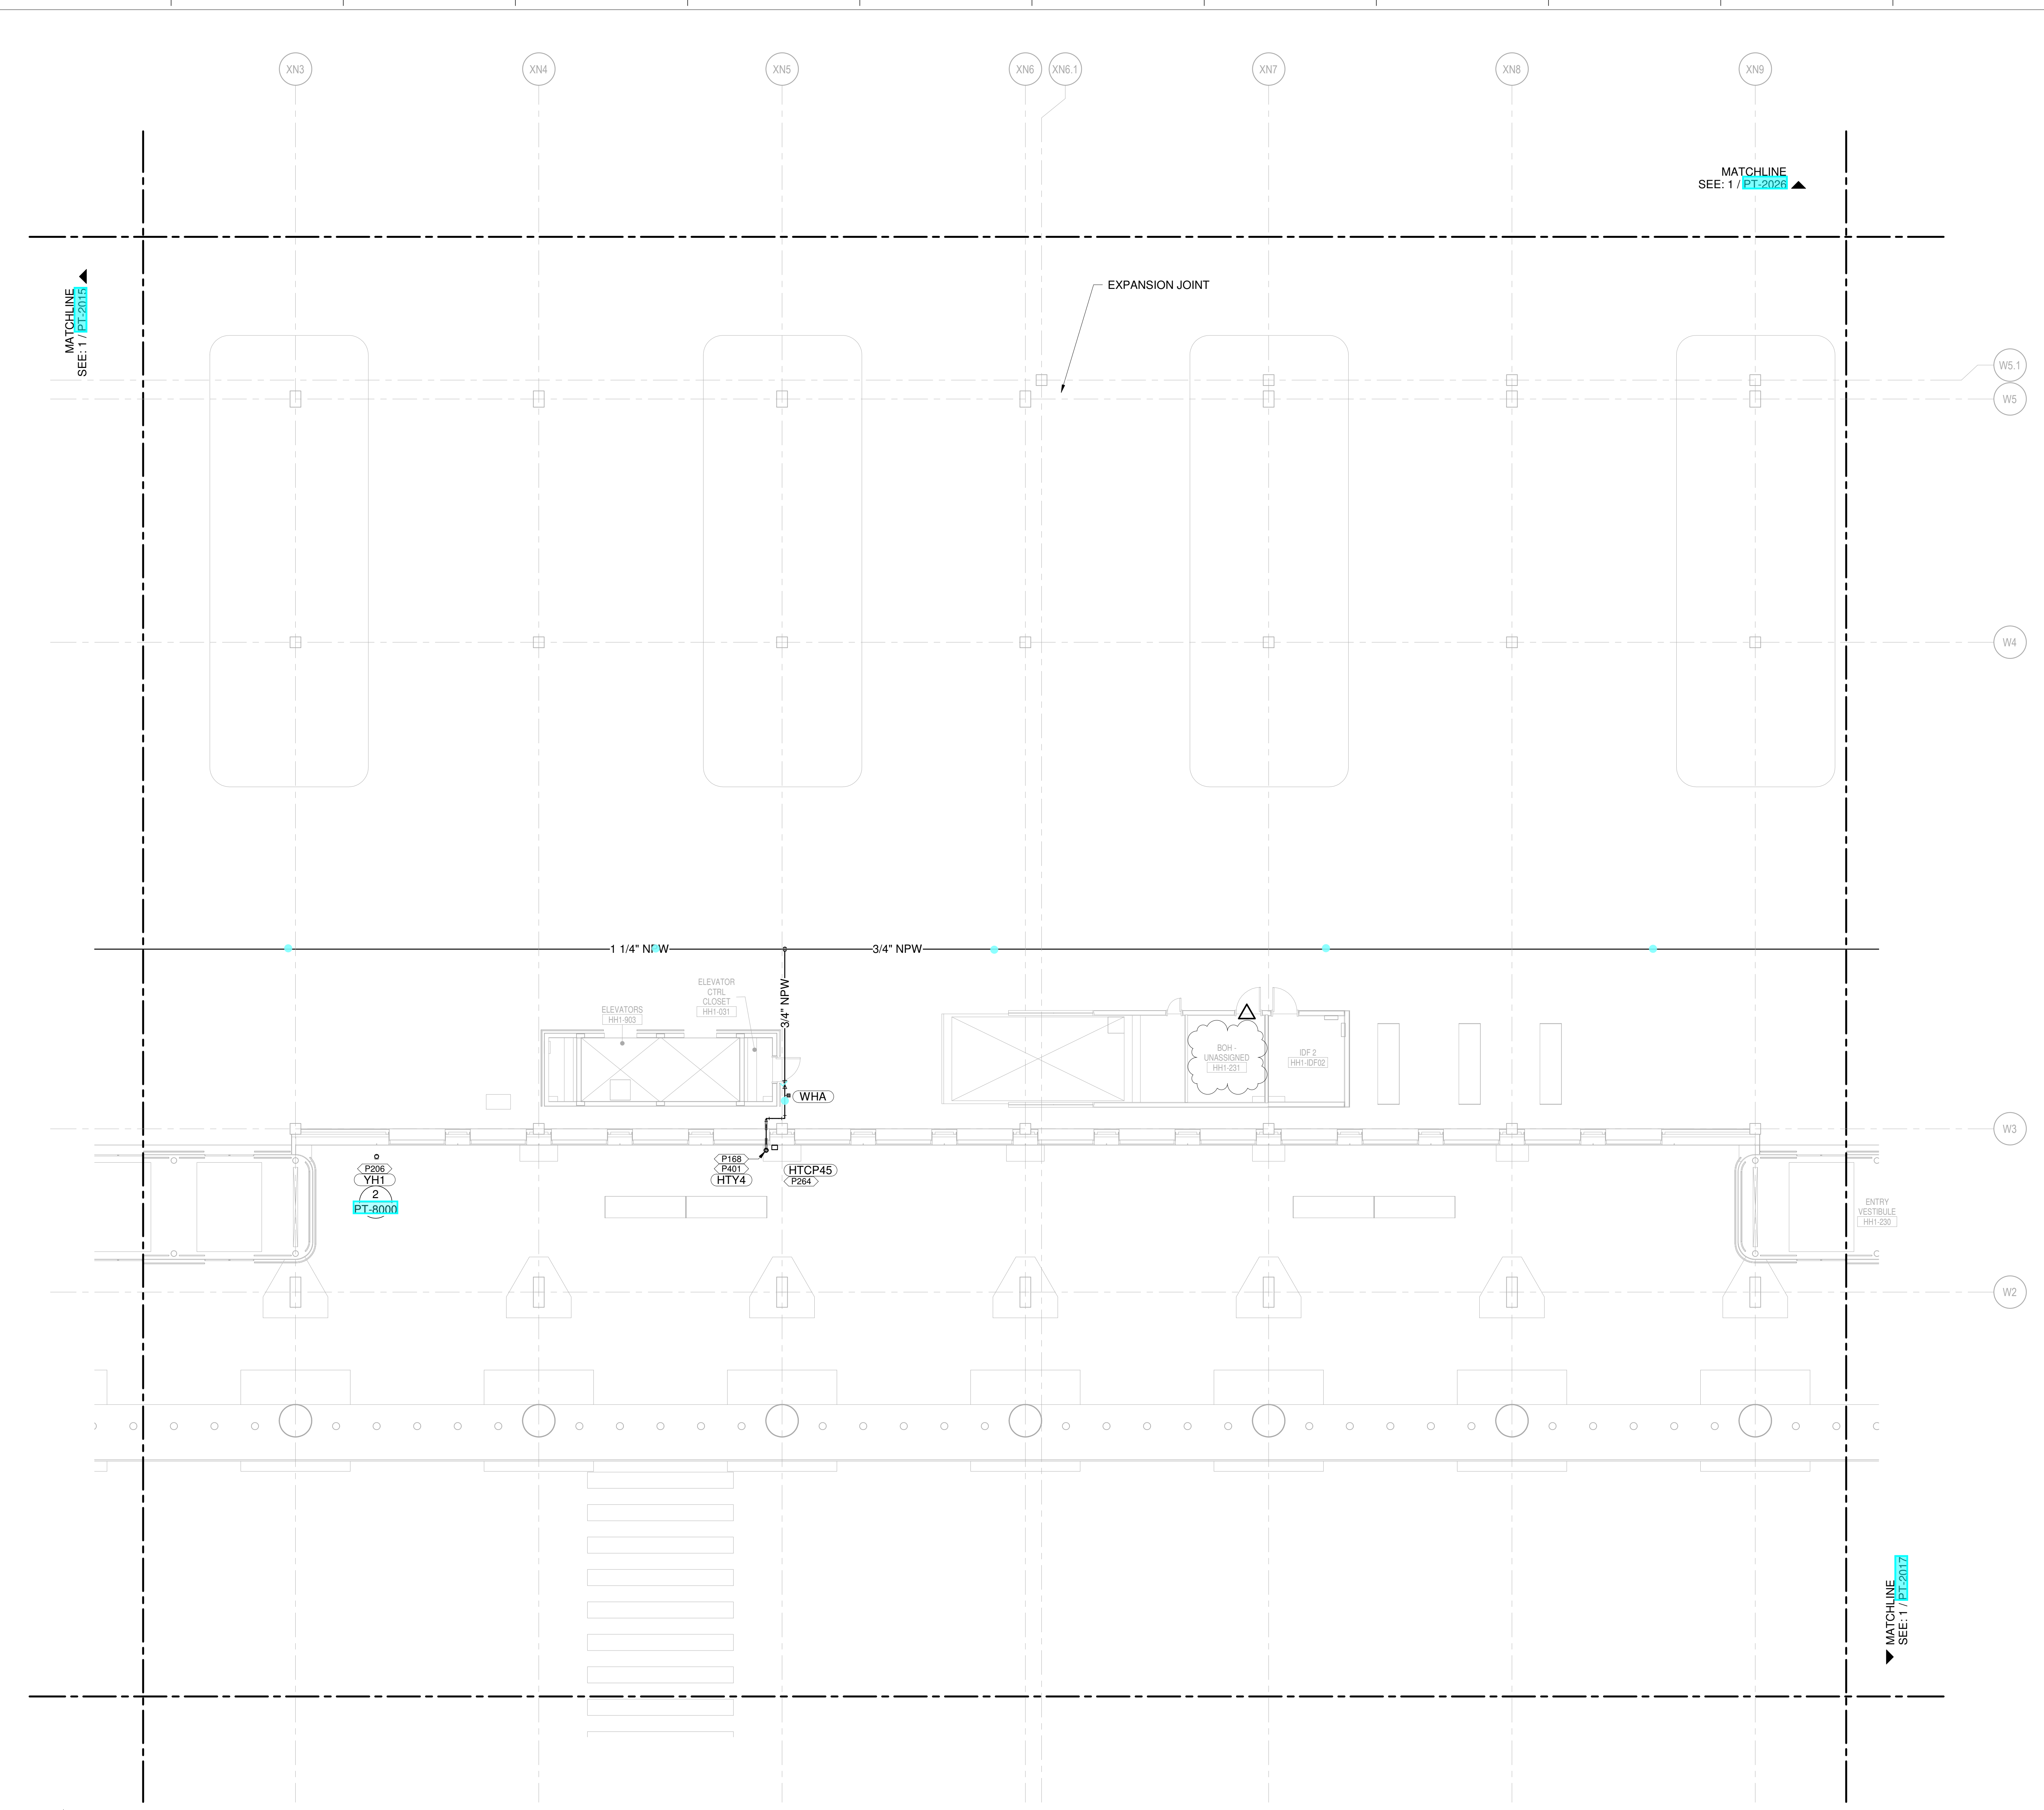 XN3
XN4
XN5
XN6
XN6.1
XN7
XN8
XN9
MATCHLINE
SEE: 1 / PT-2026
MATCHLINE
SEE: 1 / PT-2015
EXPANSION JOINT
W5.1
W5
W4
1 1/4" NPW
3/4" NPW
3/4" NPW
ELEVATOR
CTRL
CLOSET
HH1-031
ELEVATORS
HH1-903
WHA
BOH -
UNASSIGNED
HH1-231
IDF 2
HH1-IDF02
W3
P206
YH1
2
PT-8000
P168
P401
HTY4
HTCP45
P264
ENTRY
VESTIBULE
HH1-230
W2
MATCHLINE
SEE: 1 / PT-2017